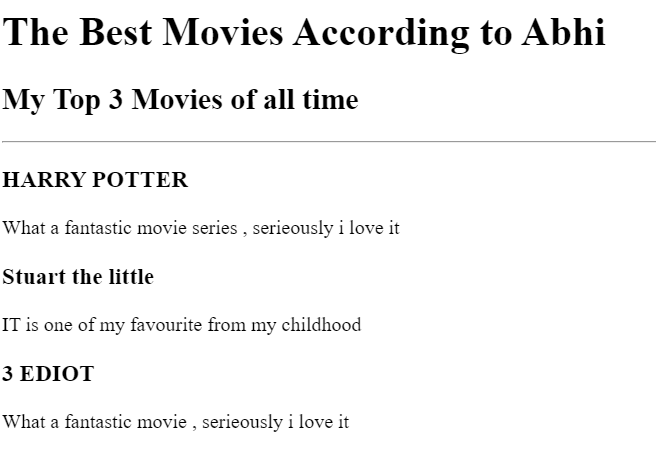 The Best Movies According to Abhi
My Top 3 Movies of all time
HARRY POTTER
What a fantastic movie series , serieously i love it
Stuart the little
IT is one of my favourite from my childhood
3 EDIOT
What a fantastic movie , serieously i love it